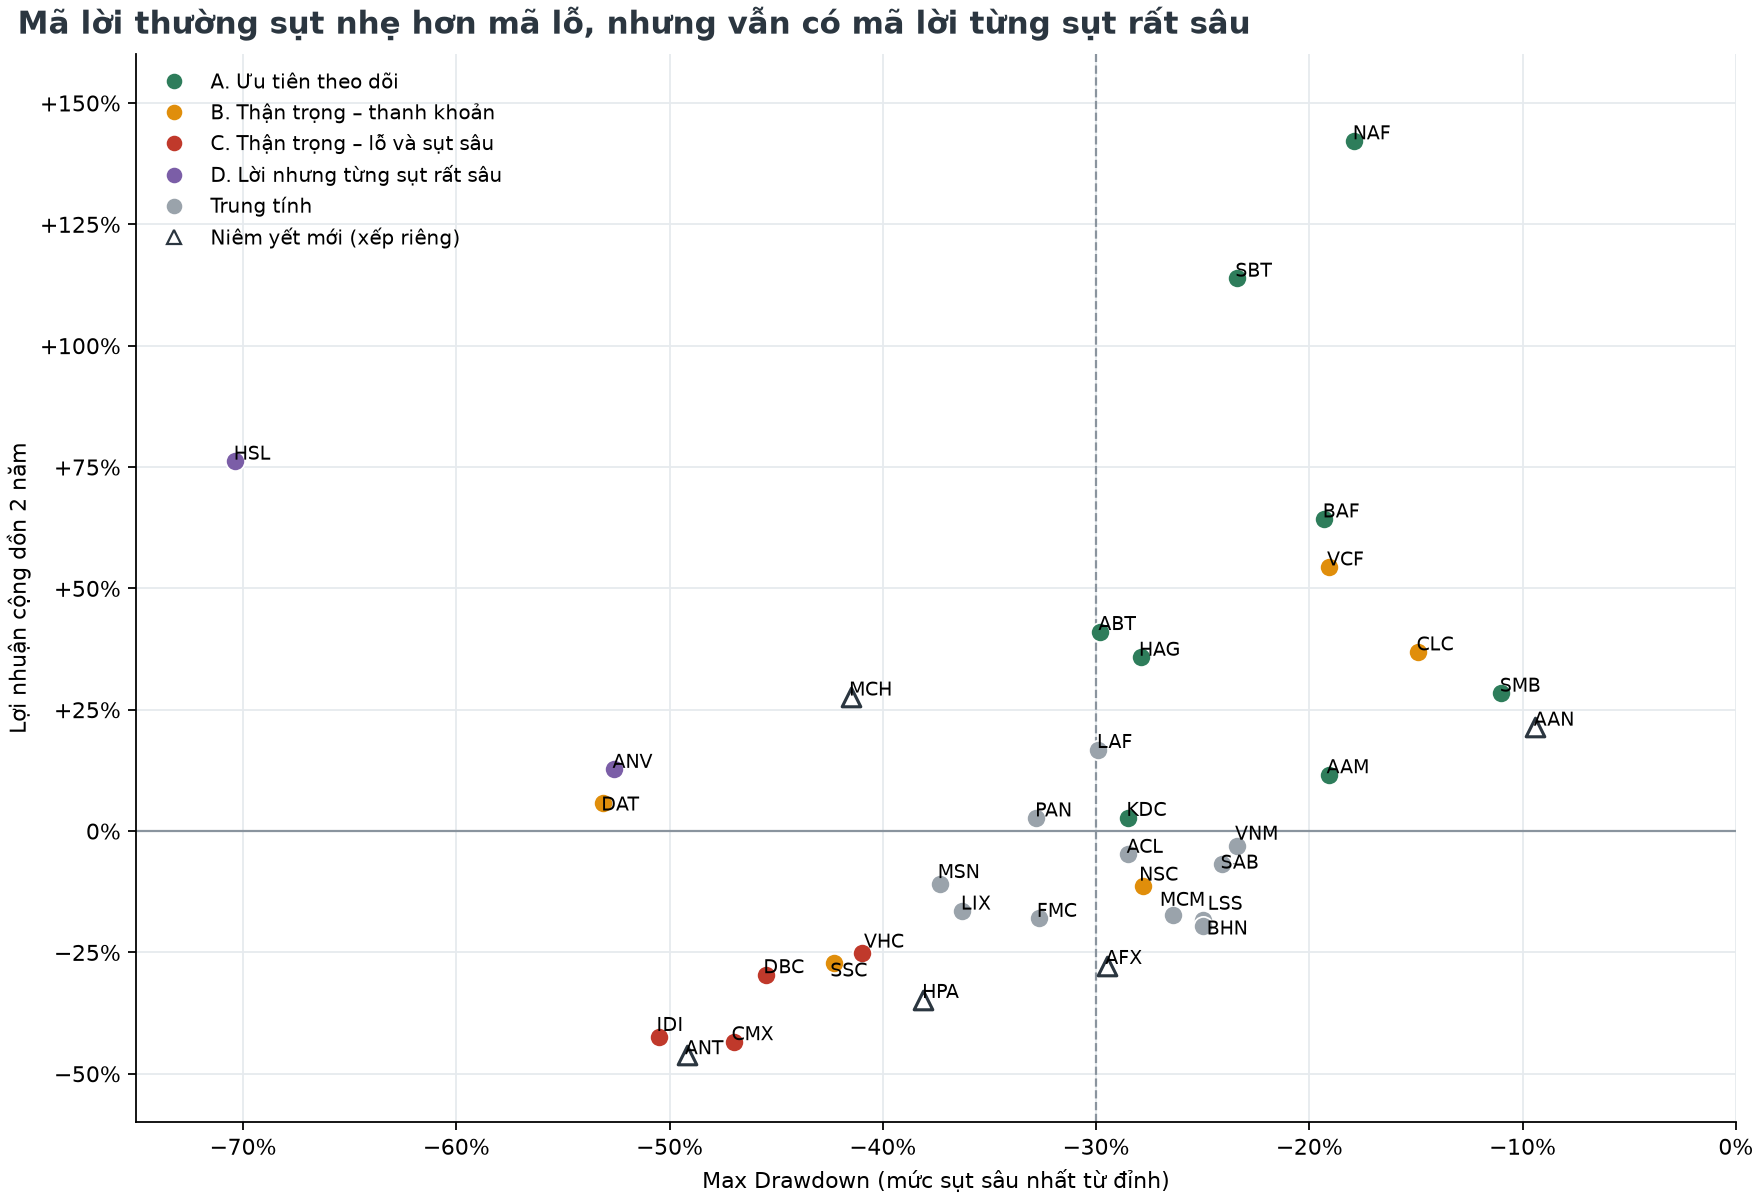 Mã lời thường sụt nhẹ hơn mã lỗ, nhưng vẫn có mã lời từng sụt rất sâu
A. Ưu tiên theo dõi
B. Thận trọng – thanh khoản
C. Thận trọng – lỗ và sụt sâu
D. Lời nhưng từng sụt rất sâu
Trung tính
Niêm yết mới (xếp riêng)
Lợi nhuận cộng dồn 2 năm
+150%
+125%
+100%
+75%
+50%
+25%
0%
−25%
−50%
NAF
SBT
HSL
BAF
VCF
ABT
HAG
CLC
MCH
SMB
AAN
LAF
ANV
AAM
DAT
PAN
KDC
VNM
ACL
SAB
MSN
NSC
LIX
MCM
LSS
FMC
BHN
VHC
AFX
DBC
SSC
HPA
IDI
CMX
ANT
−70%
−60%
−50%
−40%
−30%
−20%
−10%
0%
Max Drawdown (mức sụt sâu nhất từ đỉnh)